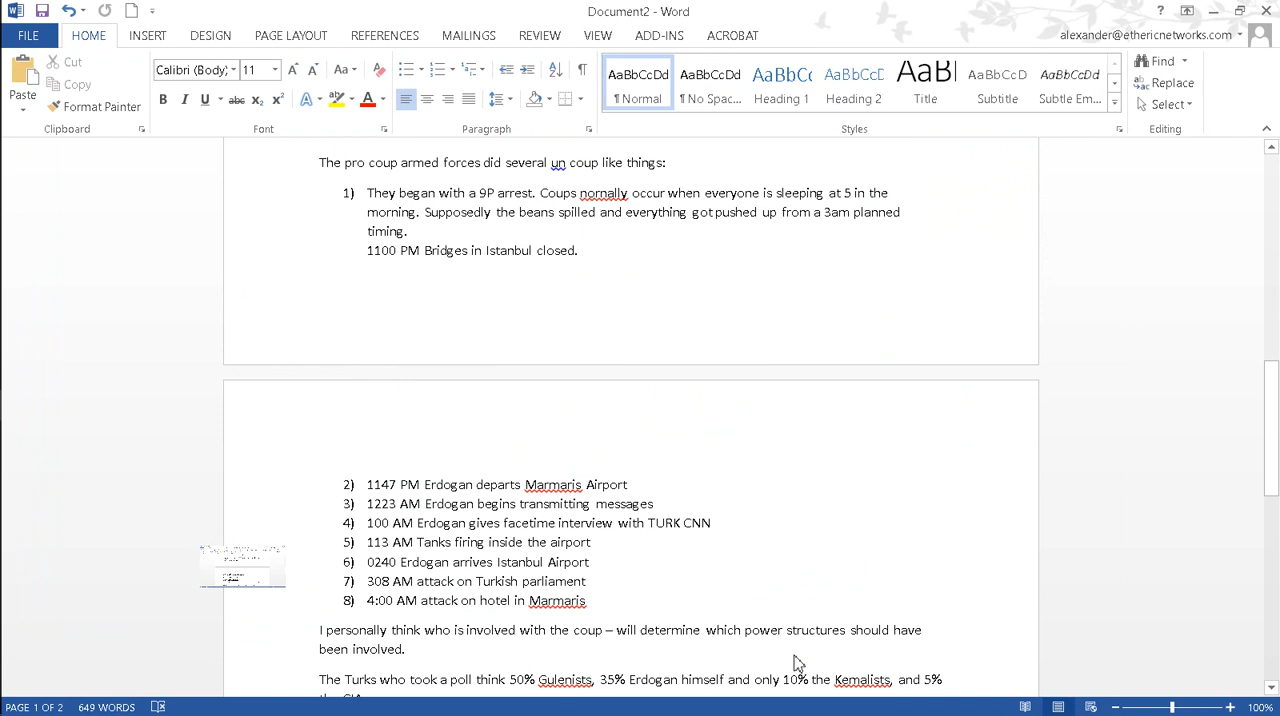 Document2 - Word
FILE HOME INSERT DESIGN PAGE LAYOUT REFERENCES MAILINGS REVIEW VIEW ADD-INS ACROBAT
alexander@ethericnetworks.com
Paste
Cut
Copy
Format Painter
Clipboard
Calibri (Body) 11
Font
Paragraph
AaBbCcDd AaBbCcDd AaBbCc AaBbCcC AaBb AaBbCcD AaBbCcDd
¶ Normal ¶ No Spac... Heading 1 Heading 2 Title Subtitle Subtle Em...
Styles
Find
Replace
Select
Editing
The pro coup armed forces did several un coup like things:
1) They began with a 9P arrest. Coups nornally occur when everyone is sleeping at 5 in the
morning. Supposedly the beans spilled and everything got pushed up from a 3am planned
timing.
1100 PM Bridges in Istanbul closed.
2) 1147 PM Erdogan departs Marmaris Airport
3) 1223 AM Erdogan begins transmitting messages
4) 100 AM Erdogan gives facetime interview with TURK CNN
5) 113 AM Tanks firing inside the airport
6) 0240 Erdogan arrives Istanbul Airport
7) 308 AM attack on Turkish parliament
8) 4:00 AM attack on hotel in Marmaris
I personally think who is involved with the coup – will determine which power structures should have
been involved.
The Turks who took a poll think 50% Gulenists, 35% Erdogan himself and only 10% the Kemalists, and 5%
the CIA
PAGE 1 OF 2 649 WORDS
100%